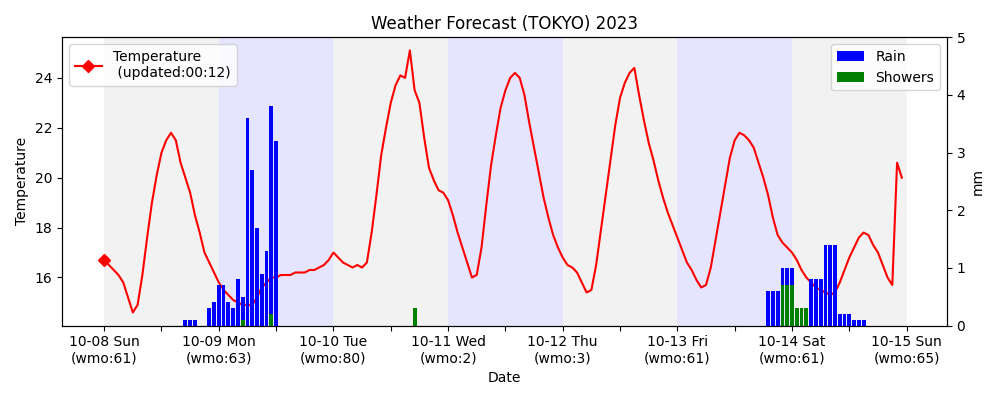 Weather Forecast (TOKYO) 2023
Temperature
(updated:00:12)
Rain
Showers
Temperature
24
22
20
18
16
5
4
3
2
1
0
mm
10-08 Sun
(wmo:61)
10-09 Mon
(wmo:63)
10-10 Tue
(wmo:80)
10-11 Wed
(wmo:2)
10-12 Thu
(wmo:3)
10-13 Fri
(wmo:61)
10-14 Sat
(wmo:61)
10-15 Sun
(wmo:65)
Date